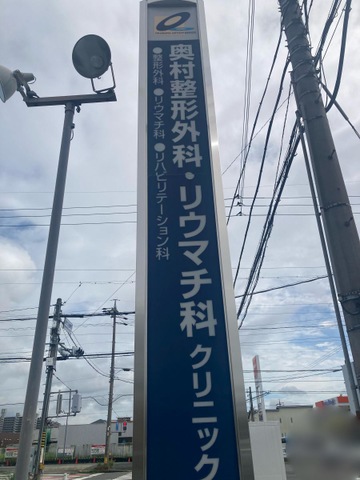 奥村整形外科・リウマチ科 クリニック
●整形外科 ●リウマチ科 ●リハビリテーション科